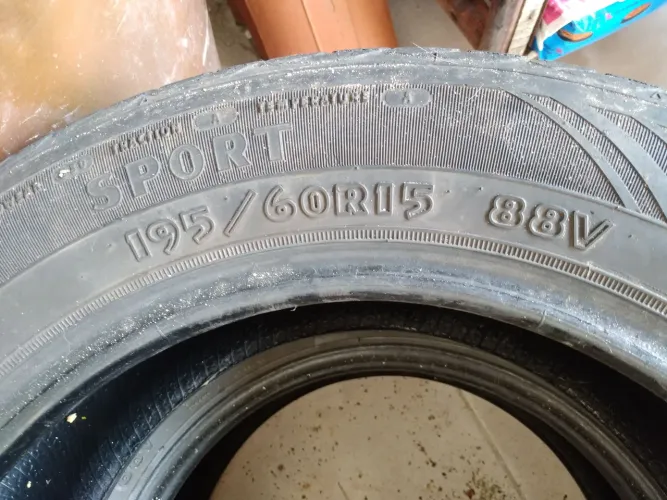 TRACTION A TEMPERATURE A
SPORT
195/60R15 88V